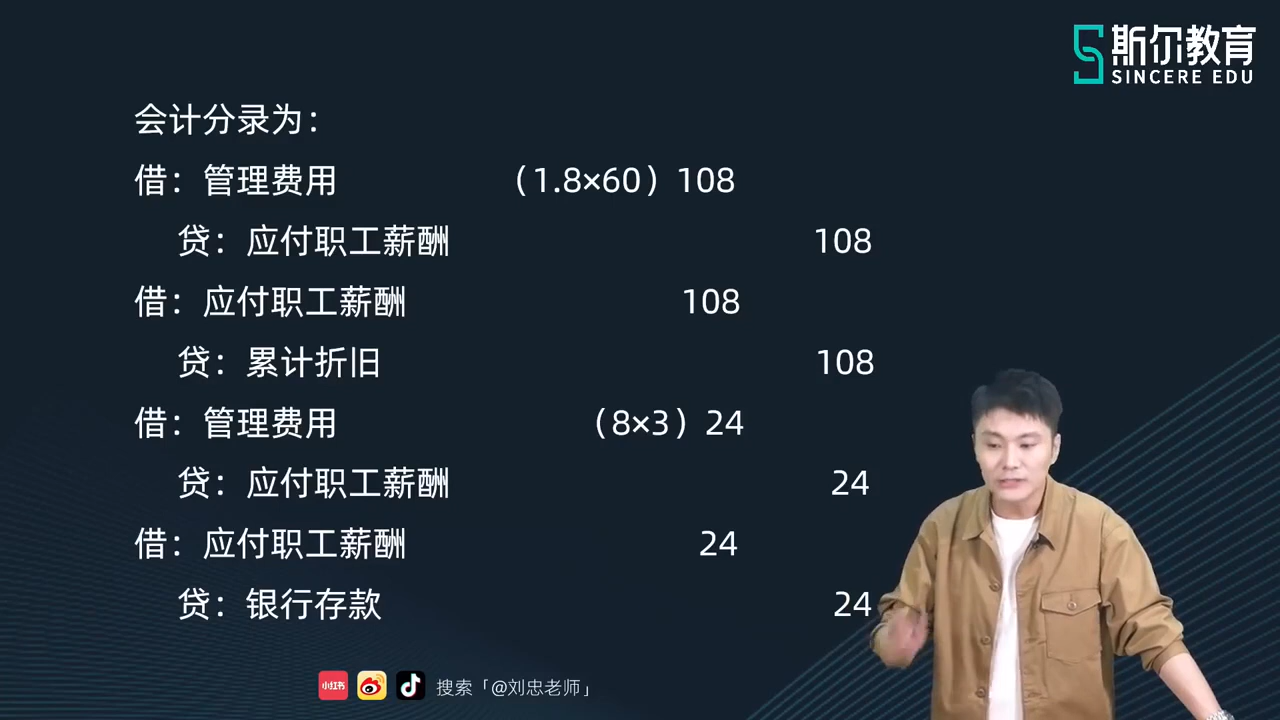 斯尔教育
SINCERE EDU
会计分录为：
借：管理费用 （1.8×60）108
贷：应付职工薪酬 108
借：应付职工薪酬 108
贷：累计折旧 108
借：管理费用 （8×3）24
贷：应付职工薪酬 24
借：应付职工薪酬 24
贷：银行存款 24
小红书 搜索「@刘忠老师」